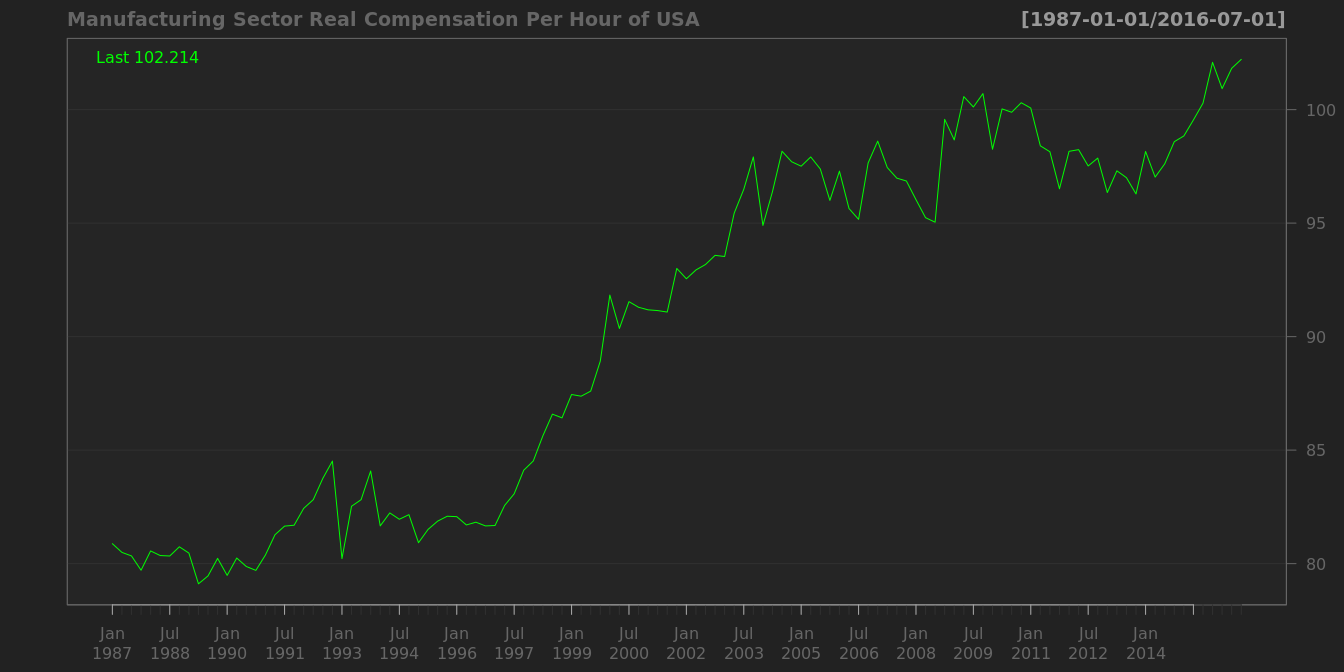 Manufacturing Sector Real Compensation Per Hour of USA
[1987-01-01/2016-07-01]
Last 102.214
100
95
90
85
80
Jan Jul Jan Jul Jan Jul Jan Jul Jan Jul Jan Jul Jan Jul Jan Jul Jan Jul Jan
1987 1988 1990 1991 1993 1994 1996 1997 1999 2000 2002 2003 2005 2006 2008 2009 2011 2012 2014